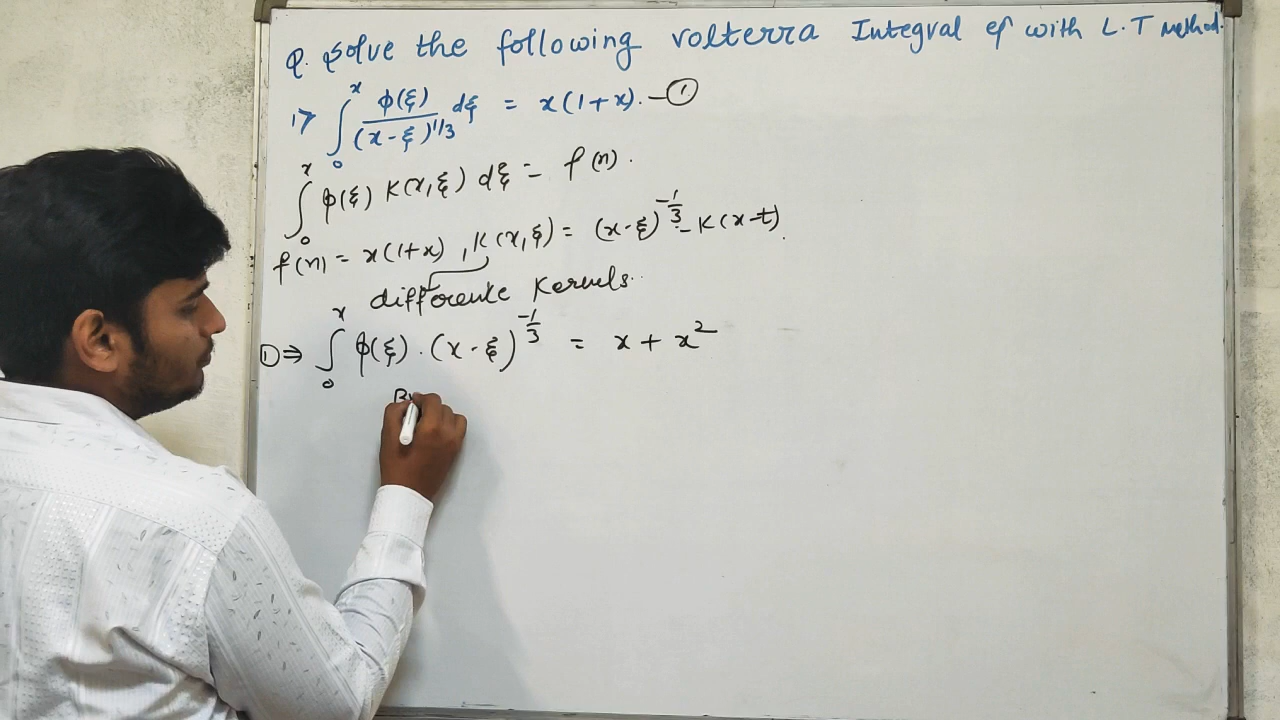 Q. Solve the following volterra Integral eq with L.T method.
1> ∫₀ˣ ϕ(ξ)/(x-ξ)^1/3 dξ = x(1+x). —①
∫₀ˣ ϕ(ξ) K(x,ξ) dξ = f(n).
f(n) = x(1+x) , K(x,ξ) = (x-ξ)^-1/3 = K(x-t).
difference Kernels.
① ⇒ ∫₀ˣ ϕ(ξ).(x-ξ)^-1/3 = x + x²